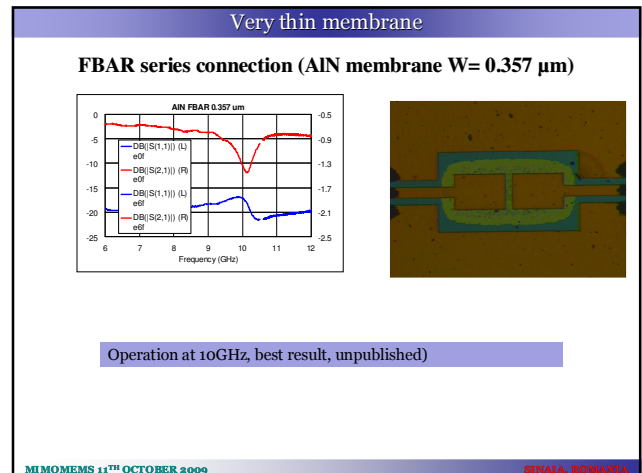 Very thin membrane
FBAR series connection (AlN membrane W= 0.357 µm)
AlN FBAR 0.357 um
0
-5
-10
-15
-20
-25
-0.5
-0.9
-1.3
-1.7
-2.1
-2.5
DB(|S(1,1)|) (L)
e0f
DB(|S(2,1)|) (R)
e0f
DB(|S(1,1)|) (L)
e6f
DB(|S(2,1)|) (R)
e6f
6 7 8 9 10 11 12
Frequency (GHz)
Operation at 10GHz, best result, unpublished)
MIMOMEMS 11TH OCTOBER 2009
SINAIA, ROMANIA